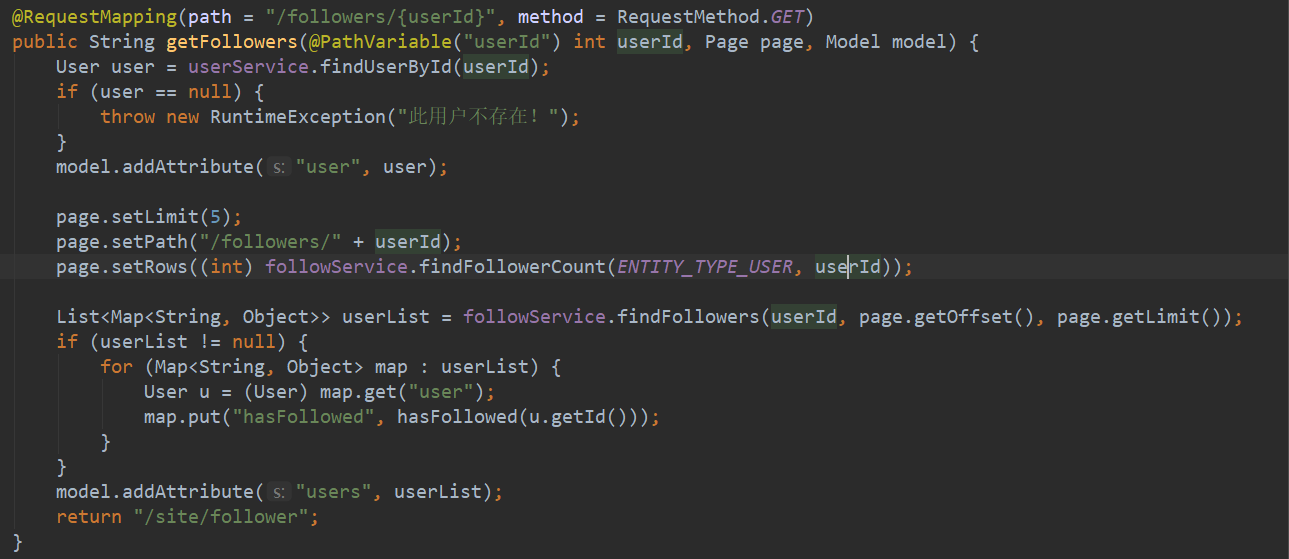 @RequestMapping(path = "/followers/{userId}", method = RequestMethod.GET)
public String getFollowers(@PathVariable("userId") int userId, Page page, Model model) {
User user = userService.findUserById(userId);
if (user == null) {
throw new RuntimeException("此用户不存在！");
}
model.addAttribute( s: "user", user);
page.setLimit(5);
page.setPath("/followers/" + userId);
page.setRows((int) followService.findFollowerCount(ENTITY_TYPE_USER, userId));
List<Map<String, Object>> userList = followService.findFollowers(userId, page.getOffset(), page.getLimit());
if (userList != null) {
for (Map<String, Object> map : userList) {
User u = (User) map.get("user");
map.put("hasFollowed", hasFollowed(u.getId()));
}
}
model.addAttribute( s: "users", userList);
return "/site/follower";
}